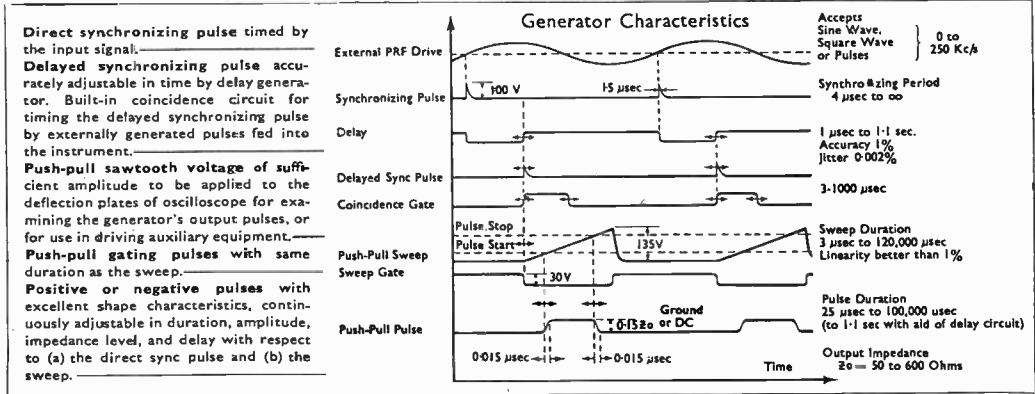 Direct synchronizing pulse timed by
the input signal.
Delayed synchronizing pulse accu-
rately adjustable in time by delay genera-
tor. Built-in coincidence circuit for
timing the delayed synchronizing pulse
by externally generated pulses fed into
the instrument.
Push-pull sawtooth voltage of suffi-
cient amplitude to be applied to the
deflection plates of oscilloscope for exa-
mining the generator's output pulses, or
for use in driving auxiliary equipment.
Push-pull gating pulses with same
duration as the sweep.
Positive or negative pulses with
excellent shape characteristics, contin-
uously adjustable in duration, amplitude,
impedance level, and delay with respect
to (a) the direct sync pulse and (b) the
sweep.
Generator Characteristics
External PRF Drive
Accepts
Sine Wave,
Square Wave
or Pulses
0 to
250 Kc/s
Synchronizing Pulse
100 V
1·5 µsec
Synchronizing Period
4 µsec to ∞
Delay
1 µsec to 1·1 sec.
Accuracy 1%
Jitter 0·002%
Delayed Sync Pulse
Coincidence Gate
3-1000 µsec
Pulse Stop
Pulse Start
135V
Push-Pull Sweep
Sweep Duration
3 µsec to 120,000 µsec
Linearity better than 1%
Sweep Gate
30 V
Push-Pull Pulse
0·15 Zo
Ground
or DC
Pulse Duration
25 µsec to 100,000 µsec
(to 1·1 sec with aid of delay circuit)
0·015 µsec
0·015 µsec
Time
Output Impedance
Zo = 50 to 600 Ohms